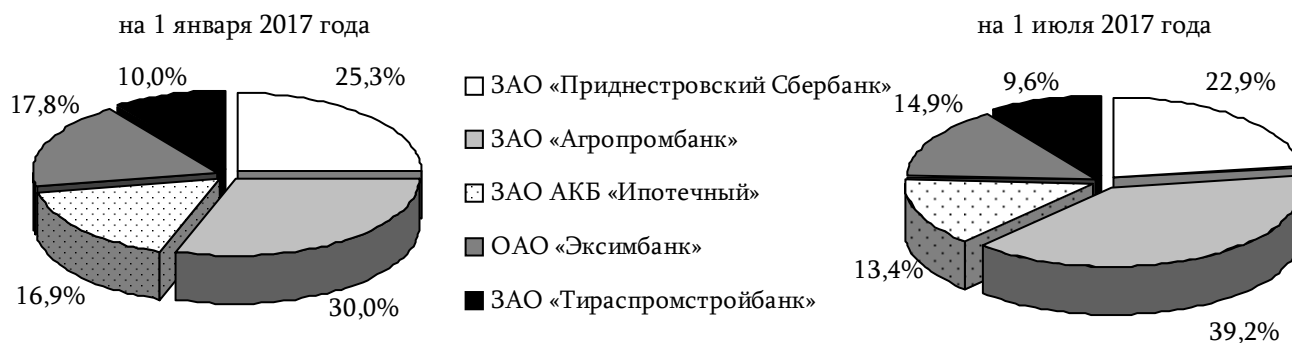 на 1 января 2017 года
10,0%
25,3%
17,8%
16,9%
30,0%
ЗАО «Приднестровский Сбербанк»
ЗАО «Агропромбанк»
ЗАО АКБ «Ипотечный»
ОАО «Эксимбанк»
ЗАО «Тираспромстройбанк»
на 1 июля 2017 года
9,6%
22,9%
14,9%
13,4%
39,2%